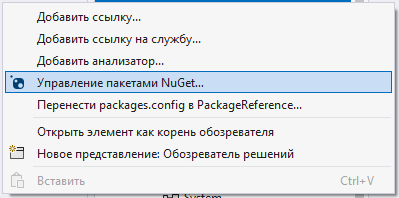 Добавить ссылку...
Добавить ссылку на службу...
Добавить анализатор...
Управление пакетами NuGet...
Перенести packages.config в PackageReference...
Открыть элемент как корень обозревателя
Новое представление: Обозреватель решений
Вставить Ctrl+V
System